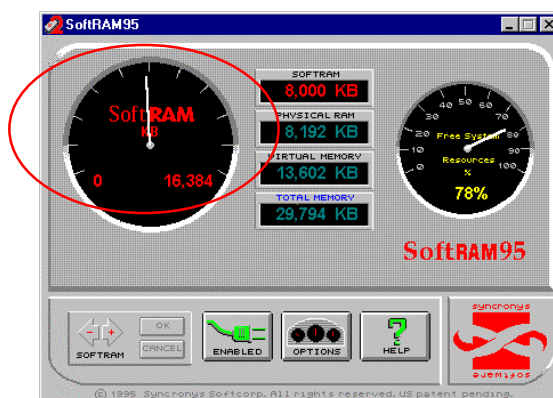 SoftRAM95
SoftRAM
KB
0 16,384
SOFTRAM
8,000 KB
PHYSICAL RAM
8,192 KB
VIRTUAL MEMORY
13,602 KB
TOTAL MEMORY
29,794 KB
0 10 20 30 40 50 60 70 80 90 100
Free System
Resources
%
78%
SoftRAM95
SOFTRAM
OK
CANCEL
ENABLED
OPTIONS
HELP
syncronys
software
© 1995 Syncronys Softcorp. All rights reserved. US patent pending.